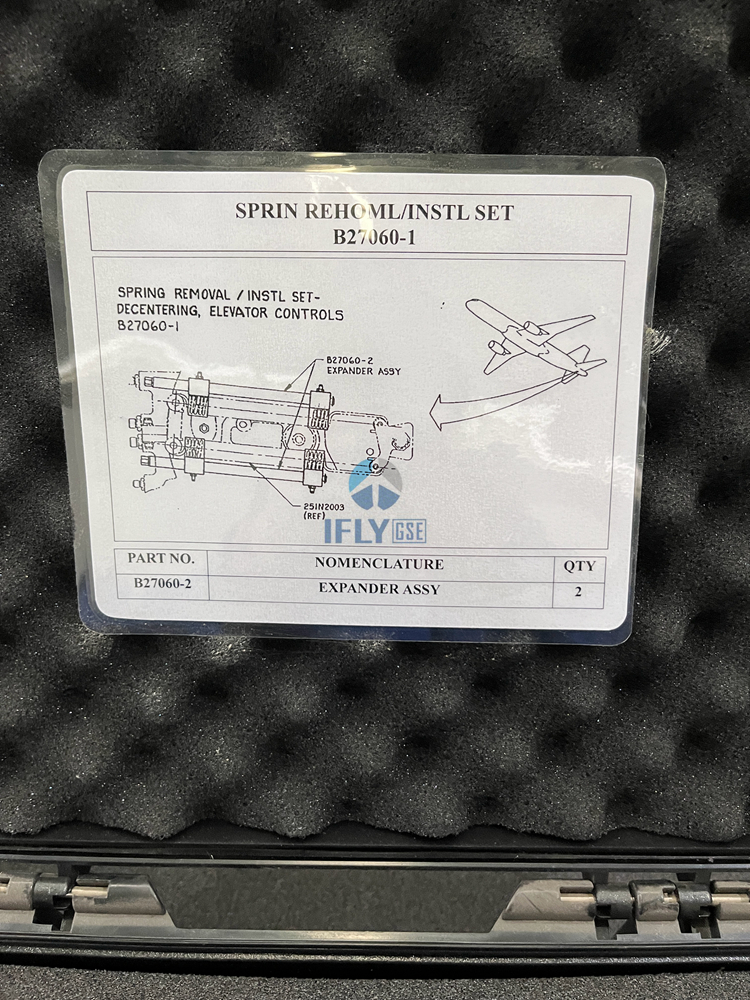 SPRIN REHOML/INSTL SET
B27060-1
SPRING REMOVAL / INSTL SET-
DECENTERING, ELEVATOR CONTROLS
B27060-1
B27060-2
EXPANDER ASSY
251N2003
(REF)
IFLY GSE
PART NO. NOMENCLATURE QTY
B27060-2 EXPANDER ASSY 2